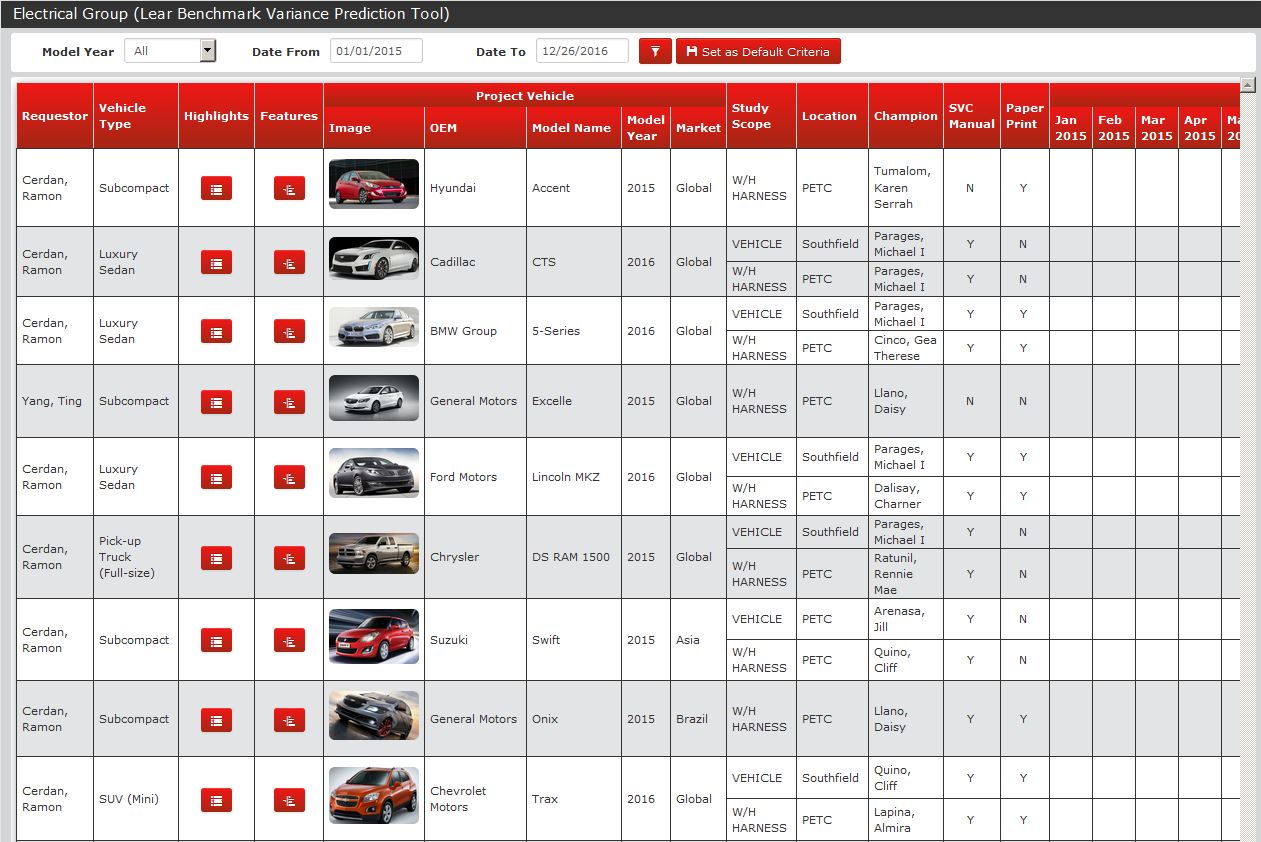 Electrical Group (Lear Benchmark Variance Prediction Tool)
Model Year All Date From 01/01/2015 Date To 12/26/2016 Set as Default Criteria
Requestor Vehicle Type Highlights Features Project Vehicle Study Scope Location Champion SVC Manual Paper Print
Image OEM Model Name Model Year Market Jan 2015 Feb 2015 Mar 2015 Apr 2015
Cerdan, Ramon Subcompact Hyundai Accent 2015 Global W/H HARNESS PETC Tumalom, Karen Serrah N Y
Cerdan, Ramon Luxury Sedan Cadillac CTS 2016 Global VEHICLE Southfield Parages, Michael I Y N
W/H HARNESS PETC Parages, Michael I Y N
Cerdan, Ramon Luxury Sedan BMW Group 5-Series 2016 Global VEHICLE Southfield Parages, Michael I Y Y
W/H HARNESS PETC Cinco, Gea Therese Y Y
Yang, Ting Subcompact General Motors Excelle 2015 Global W/H HARNESS PETC Llano, Daisy N N
Cerdan, Ramon Luxury Sedan Ford Motors Lincoln MKZ 2016 Global VEHICLE Southfield Parages, Michael I Y Y
W/H HARNESS PETC Dalisay, Charner Y Y
Cerdan, Ramon Pick-up Truck (Full-size) Chrysler DS RAM 1500 2015 Global VEHICLE Southfield Parages, Michael I Y N
W/H HARNESS PETC Ratunil, Rennie Mae Y N
Cerdan, Ramon Subcompact Suzuki Swift 2015 Asia VEHICLE PETC Arenasa, Jill Y N
W/H HARNESS PETC Quino, Cliff Y N
Cerdan, Ramon Subcompact General Motors Onix 2015 Brazil W/H HARNESS PETC Llano, Daisy Y Y
Cerdan, Ramon SUV (Mini) Chevrolet Motors Trax 2016 Global VEHICLE Southfield Quino, Cliff Y Y
W/H HARNESS PETC Lapina, Almira Y Y